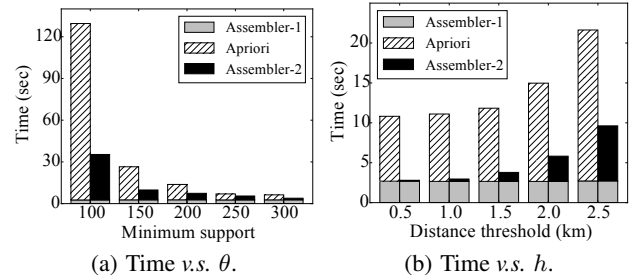 120
90
60
30
0
Time (sec)
Assembler-1
Apriori
Assembler-2
100 150 200 250 300
Minimum support
(a) Time v.s. θ.
20
15
10
5
0
Time (sec)
Assembler-1
Apriori
Assembler-2
0.5 1.0 1.5 2.0 2.5
Distance threshold (km)
(b) Time v.s. h.